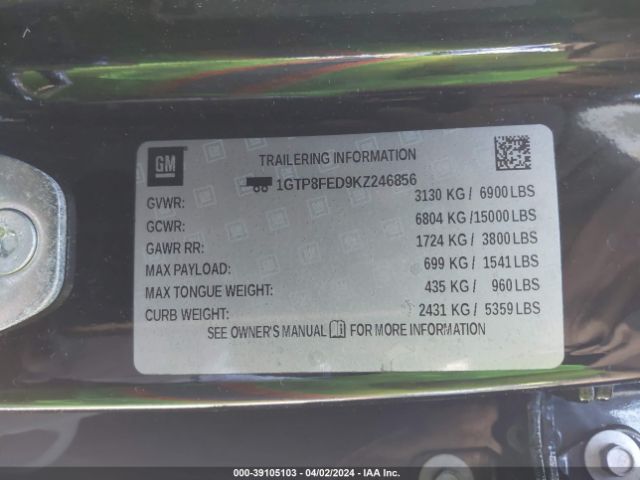 GM
TRAILERING INFORMATION
1GTP8FED9KZ246856
GVWR: 3130 KG / 6900 LBS
GCWR: 6804 KG /15000 LBS
GAWR RR: 1724 KG / 3800 LBS
MAX PAYLOAD: 699 KG / 1541 LBS
MAX TONGUE WEIGHT: 435 KG / 960 LBS
CURB WEIGHT: 2431 KG / 5359 LBS
SEE OWNER'S MANUAL FOR MORE INFORMATION
000-39105103 - 04/02/2024 - IAA Inc.